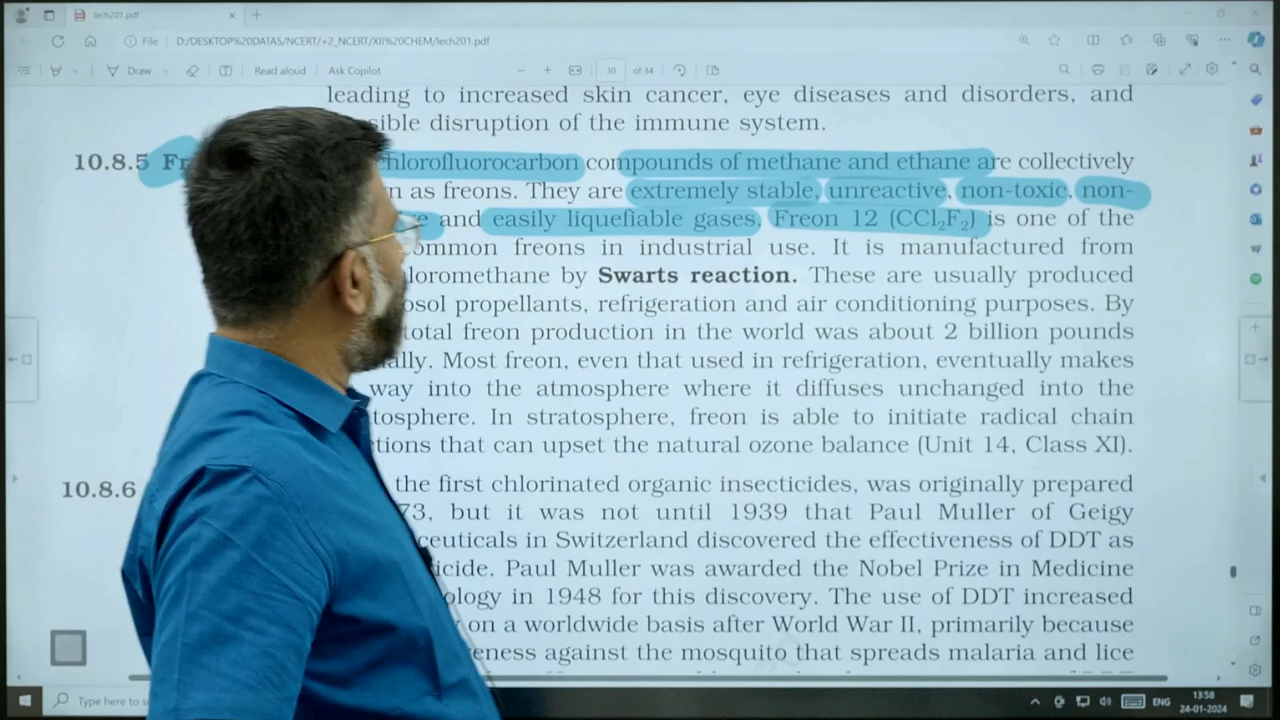 lech201.pdf
File D:/DESKTOP%20DATAS/NCERT/+2_NCERT/XII%20CHEM/lech201.pdf
Draw Read aloud Ask Copilot 30 of 34
leading to increased skin cancer, eye diseases and disorders, and
sible disruption of the immune system.
10.8.5 Fr hlorofluorocarbon compounds of methane and ethane are collectively
n as freons. They are extremely stable, unreactive, non-toxic, non-
e and easily liquefiable gases. Freon 12 (CCl₂F₂) is one of the
ommon freons in industrial use. It is manufactured from
loromethane by Swarts reaction. These are usually produced
osol propellants, refrigeration and air conditioning purposes. By
total freon production in the world was about 2 billion pounds
ally. Most freon, even that used in refrigeration, eventually makes
way into the atmosphere where it diffuses unchanged into the
tosphere. In stratosphere, freon is able to initiate radical chain
tions that can upset the natural ozone balance (Unit 14, Class XI).
10.8.6 the first chlorinated organic insecticides, was originally prepared
73, but it was not until 1939 that Paul Muller of Geigy
ceuticals in Switzerland discovered the effectiveness of DDT as
icide. Paul Muller was awarded the Nobel Prize in Medicine
ology in 1948 for this discovery. The use of DDT increased
on a worldwide basis after World War II, primarily because
eness against the mosquito that spreads malaria and lice
Type here to s ENG 13:58
24-01-2024